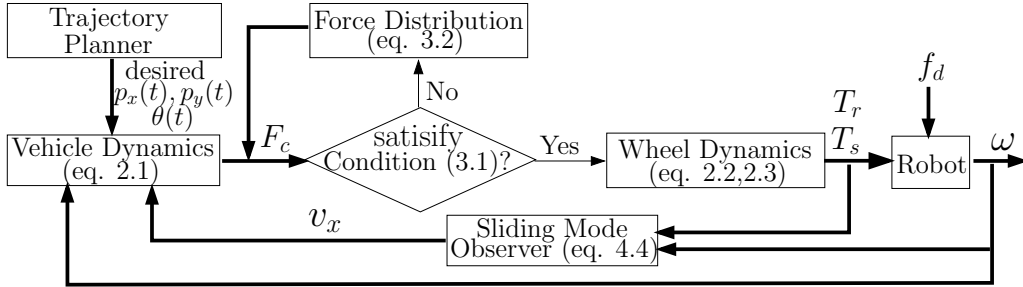 Trajectory
Planner
desired
p_x(t), p_y(t)
θ(t)
Vehicle Dynamics
(eq. 2.1)
F_c
Force Distribution
(eq. 3.2)
No
satisify
Condition (3.1)?
Yes
Wheel Dynamics
(eq. 2.2,2.3)
T_r
T_s
f_d
Robot
ω
v_x
Sliding Mode
Observer (eq. 4.4)